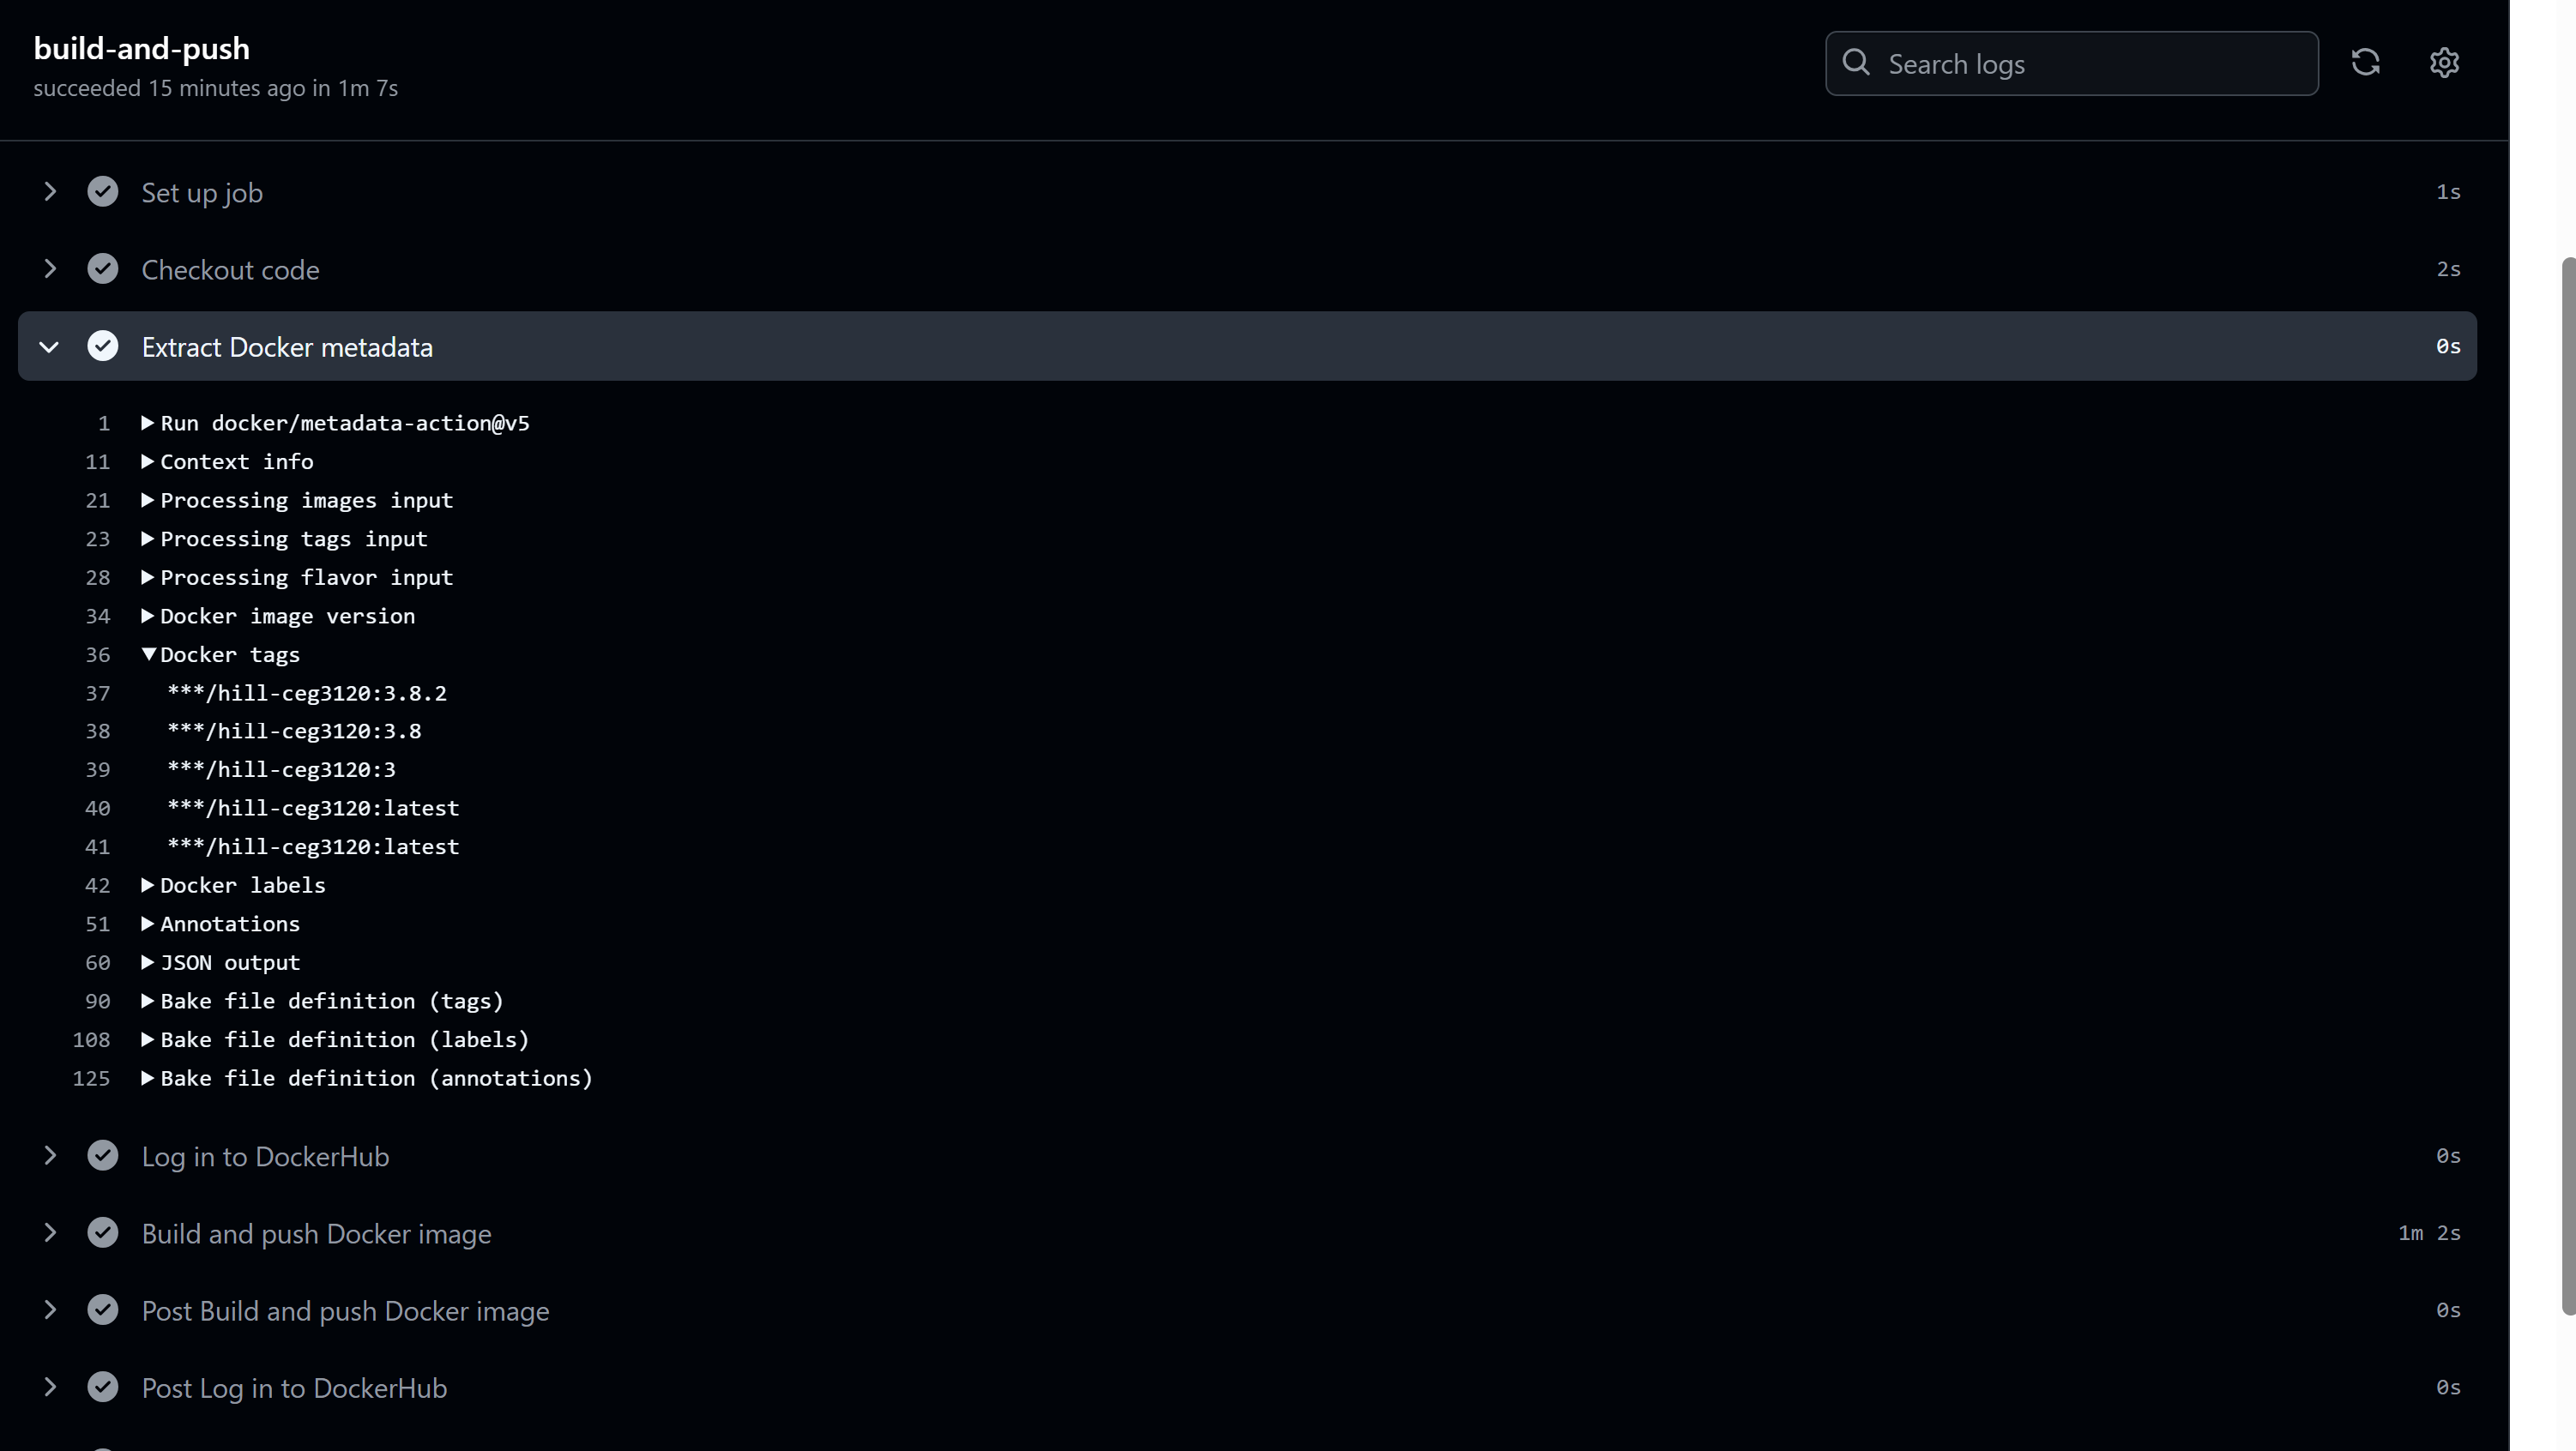 build-and-push
succeeded 15 minutes ago in 1m 7s
Search logs
Set up job 1s
Checkout code 2s
Extract Docker metadata 0s
1 Run docker/metadata-action@v5
11 Context info
21 Processing images input
23 Processing tags input
28 Processing flavor input
34 Docker image version
36 Docker tags
37 ***/hill-ceg3120:3.8.2
38 ***/hill-ceg3120:3.8
39 ***/hill-ceg3120:3
40 ***/hill-ceg3120:latest
41 ***/hill-ceg3120:latest
42 Docker labels
51 Annotations
60 JSON output
90 Bake file definition (tags)
108 Bake file definition (labels)
125 Bake file definition (annotations)
Log in to DockerHub 0s
Build and push Docker image 1m 2s
Post Build and push Docker image 0s
Post Log in to DockerHub 0s